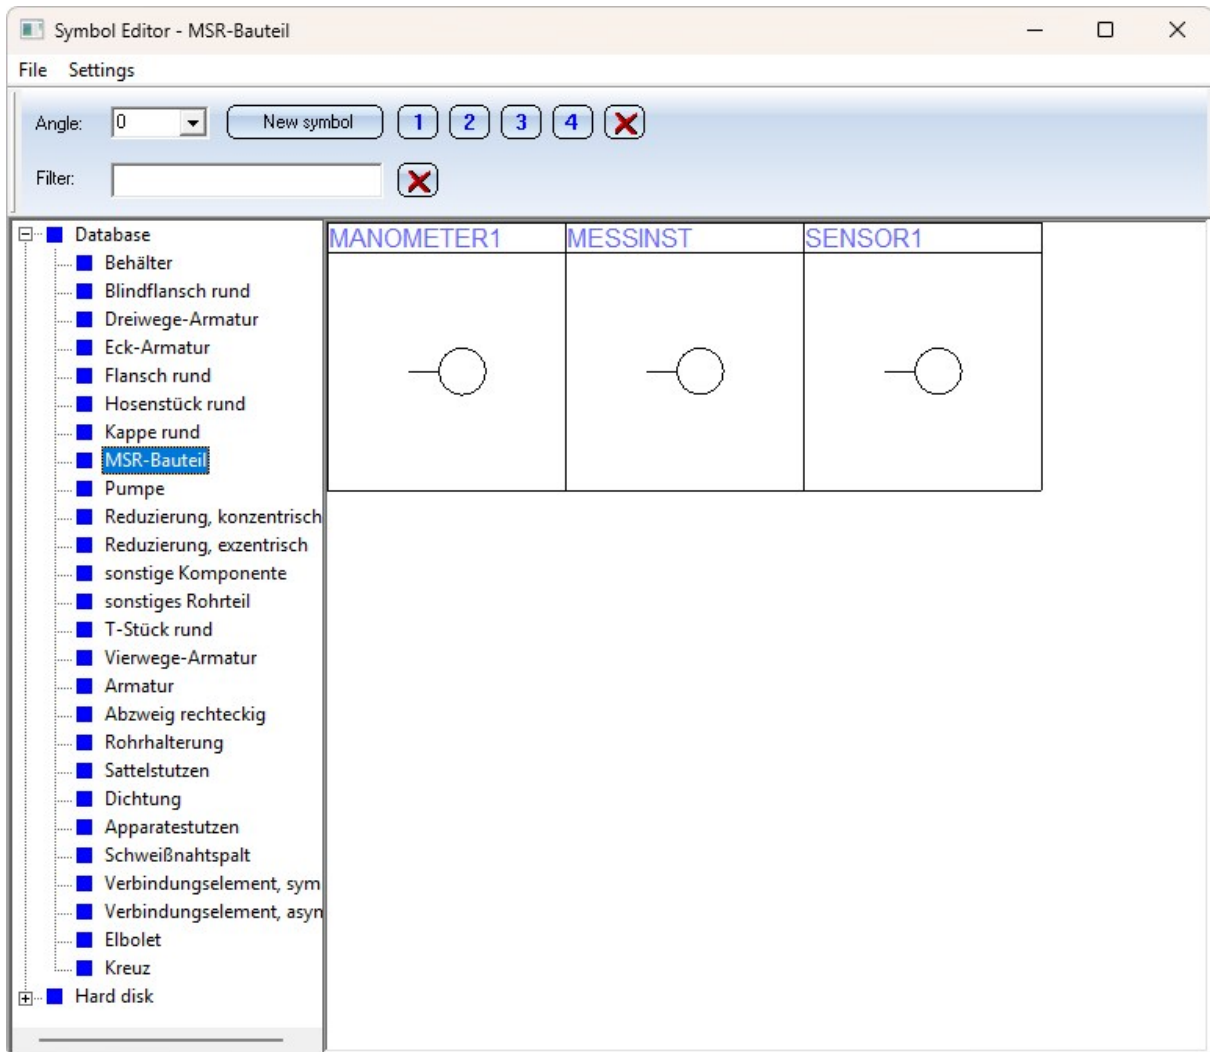 Symbol Editor - MSR-Bauteil
File Settings
Angle: 0 New symbol 1 2 3 4
Filter:
Database
Behälter
Blindflansch rund
Dreiwege-Armatur
Eck-Armatur
Flansch rund
Hosenstück rund
Kappe rund
MSR-Bauteil
Pumpe
Reduzierung, konzentrisch
Reduzierung, exzentrisch
sonstige Komponente
sonstiges Rohrteil
T-Stück rund
Vierwege-Armatur
Armatur
Abzweig rechteckig
Rohrhalterung
Sattelstutzen
Dichtung
Apparatestutzen
Schweißnahtspalt
Verbindungselement, sym
Verbindungselement, asyn
Elbolet
Kreuz
Hard disk
MANOMETER1 MESSINST SENSOR1